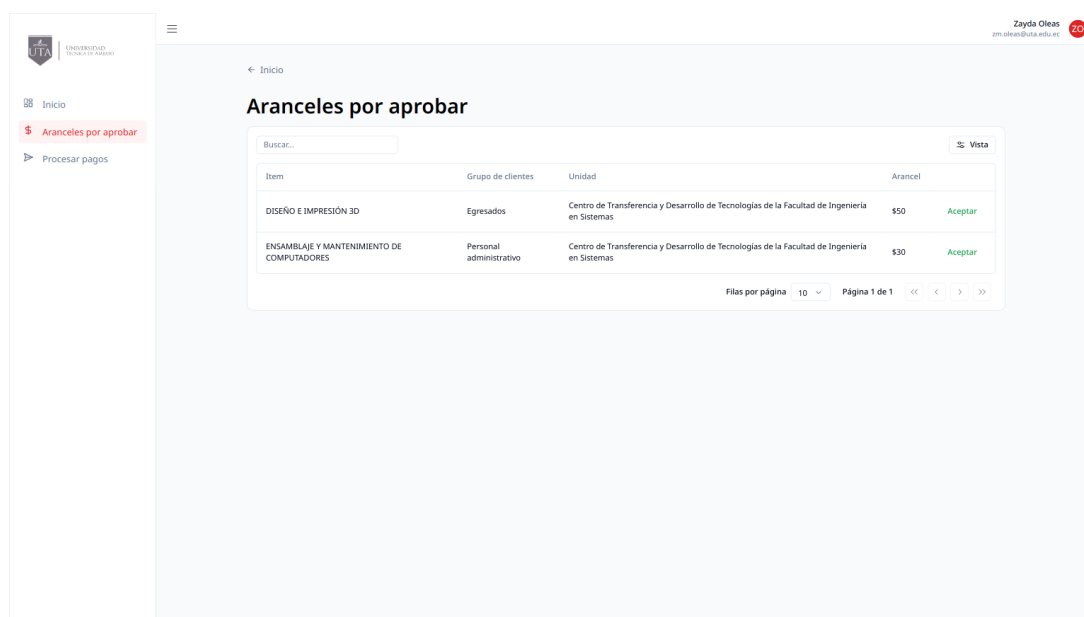 Zayda Oleas
zm.oleas@uta.edu.ec
ZO
UTA
UNIVERSIDAD
TÉCNICA DE AMBATO
Inicio
Aranceles por aprobar
Procesar pagos
← Inicio
Aranceles por aprobar
Buscar...
Vista
Item Grupo de clientes Unidad Arancel
DISEÑO E IMPRESIÓN 3D Egresados Centro de Transferencia y Desarrollo de Tecnologías de la Facultad de Ingeniería
en Sistemas $50 Aceptar
ENSAMBLAJE Y MANTENIMIENTO DE
COMPUTADORES Personal
administrativo Centro de Transferencia y Desarrollo de Tecnologías de la Facultad de Ingeniería
en Sistemas $30 Aceptar
Filas por página 10 Página 1 de 1